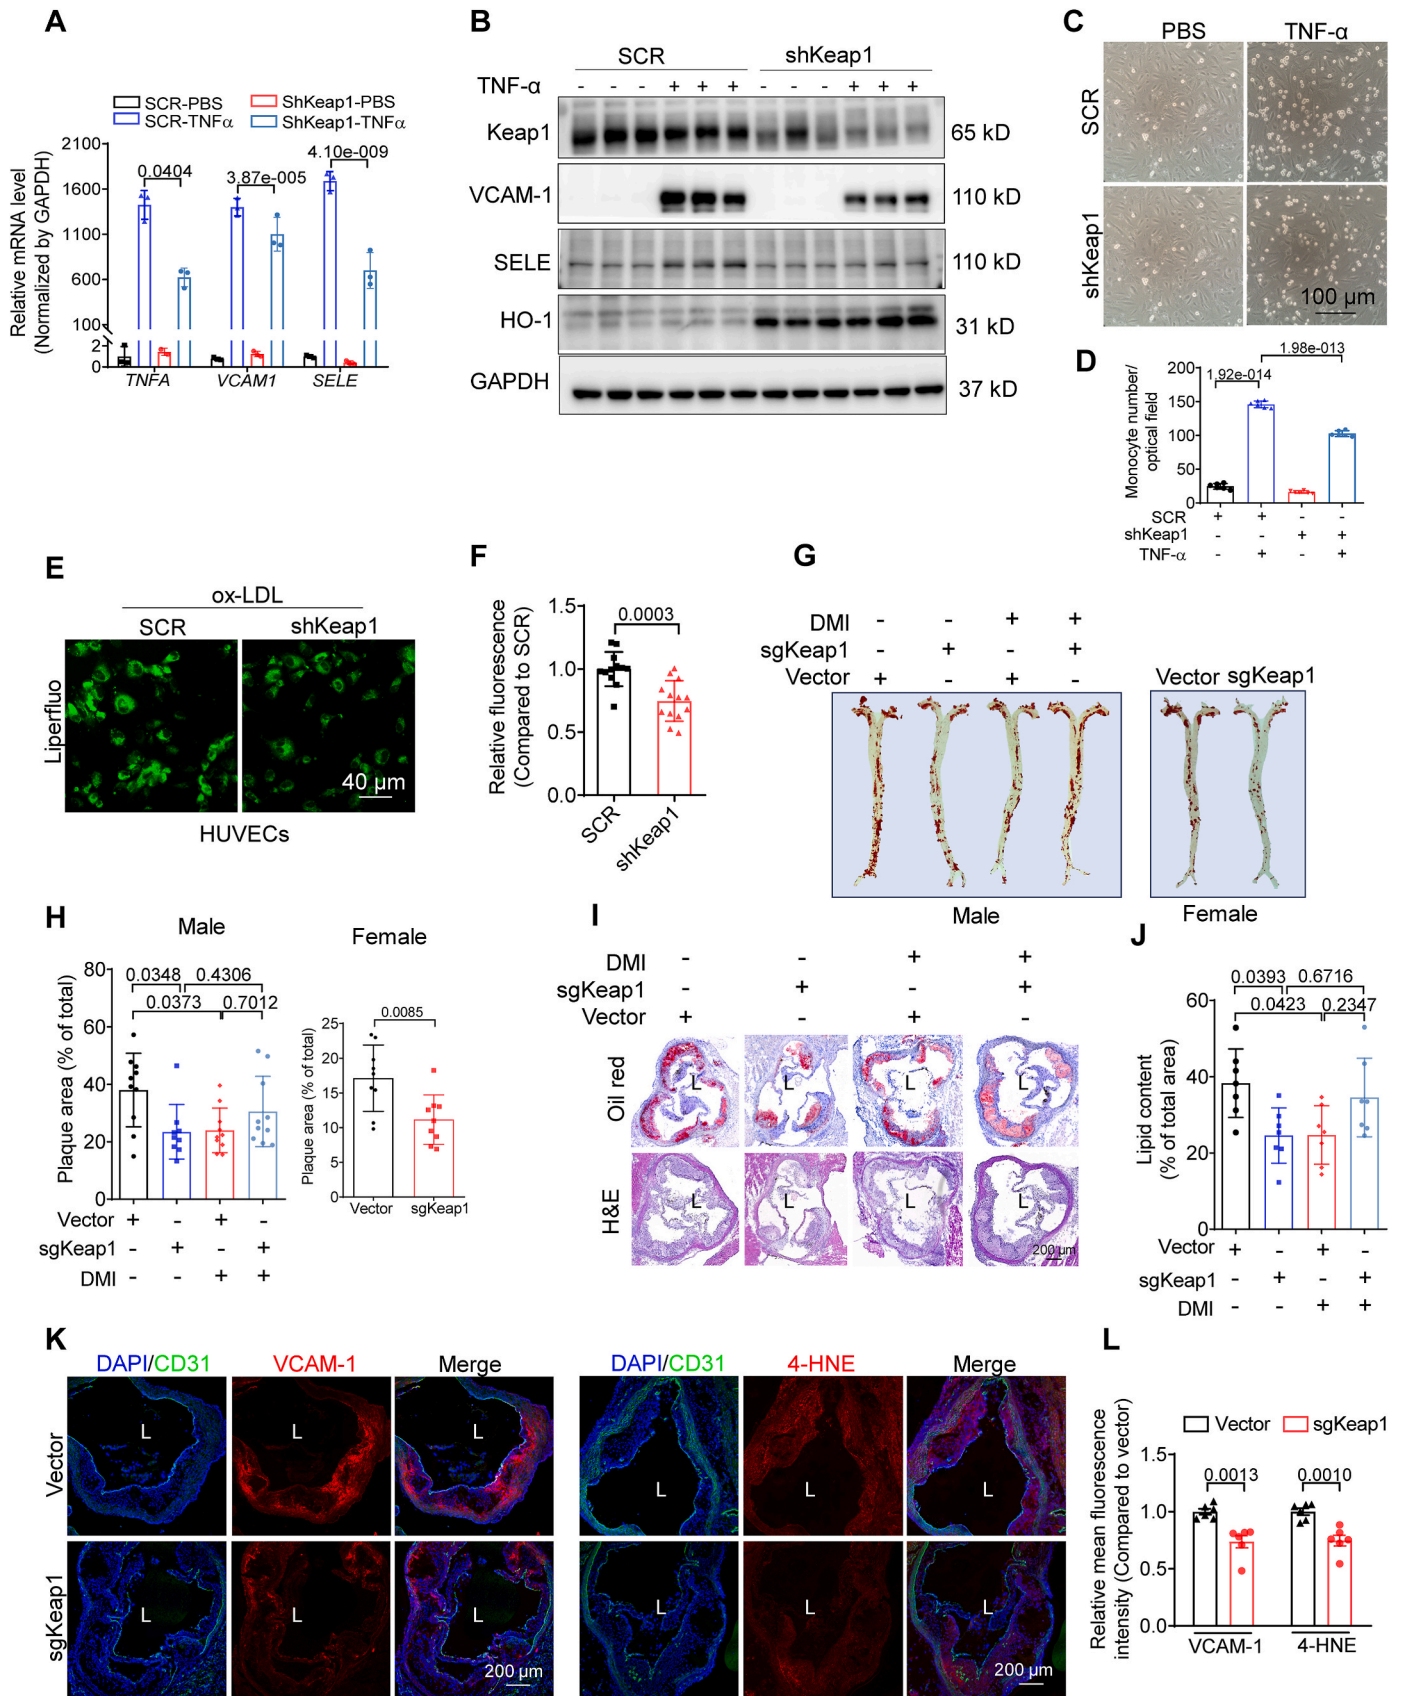 A
SCR-PBS
ShKeap1-PBS
SCR-TNFα
ShKeap1-TNFα
Relative mRNA level
(Normalized by GAPDH)
2100
1600
1100
600
100
2
0
0.0404
3.87e-005
4.10e-009
TNFA
VCAM1
SELE
B
SCR
shKeap1
TNF-α
- - - + + + - - - + + +
Keap1
65 kD
VCAM-1
110 kD
SELE
110 kD
HO-1
31 kD
GAPDH
37 kD
C
PBS
TNF-α
SCR
shKeap1
100 μm
D
Monocyte number/
optical field
200
150
100
50
0
1.92e-014
1.98e-013
SCR + + - -
shKeap1 - - + +
TNF-α - + - +
E
ox-LDL
SCR
shKeap1
Liperfluo
40 μm
HUVECs
F
Relative fluorescence
(Compared to SCR)
1.5
1.0
0.5
0.0
0.0003
SCR
shKeap1
G
DMI - - + +
sgKeap1 - + - +
Vector + - + -
Vector sgKeap1
Male
Female
H
Male
Plaque area (% of total)
80
60
40
20
0
0.0348
0.4306
0.0373
0.7012
Vector + - + -
sgKeap1 - + - +
DMI - - + +
Female
Plaque area (% of total)
25
20
15
10
5
0
0.0085
Vector
sgKeap1
I
DMI - - + +
sgKeap1 - + - +
Vector + - + -
Oil red
L
L
L
L
H&E
L
L
L
L
200 μm
J
Lipid content
(% of total area)
60
40
20
0
0.0393
0.6716
0.0423
0.2347
Vector + - + -
sgKeap1 - + - +
DMI - - + +
K
DAPI/CD31
VCAM-1
Merge
DAPI/CD31
4-HNE
Merge
Vector
L
L
L
L
L
L
sgKeap1
L
L
L
L
L
L
200 μm
200 μm
L
Vector
sgKeap1
Relative mean fluorescence
intensity (Compared to vector)
1.5
1.0
0.5
0.0
0.0013
0.0010
VCAM-1
4-HNE